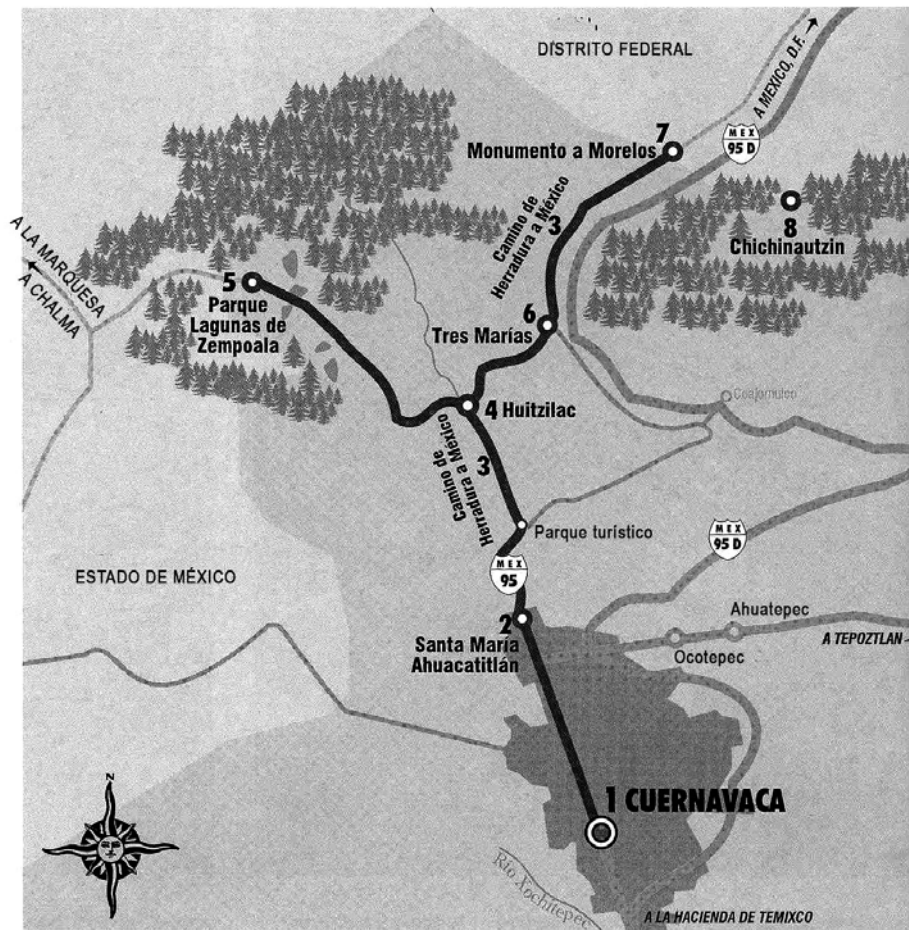 DISTRITO FEDERAL
A MEXICO, D.F.
MEX
95 D
7
Monumento a Morelos
8
Chichinautzin
Camino de
Herradura a México
3
A LA MARQUESA
A CHALMA
5
Parque
Lagunas de
Zempoala
6
Tres Marías
Coajomulco
4 Huitzilac
3
Camino de
Herradura a México
Parque turístico
MEX
95 D
MEX
95
ESTADO DE MÉXICO
2
Santa María
Ahuacatitlán
Ahuatepec
Ocotepec
A TEPOZTLAN
1 CUERNAVACA
N
Río Xochitepec
A LA HACIENDA DE TEMIXCO